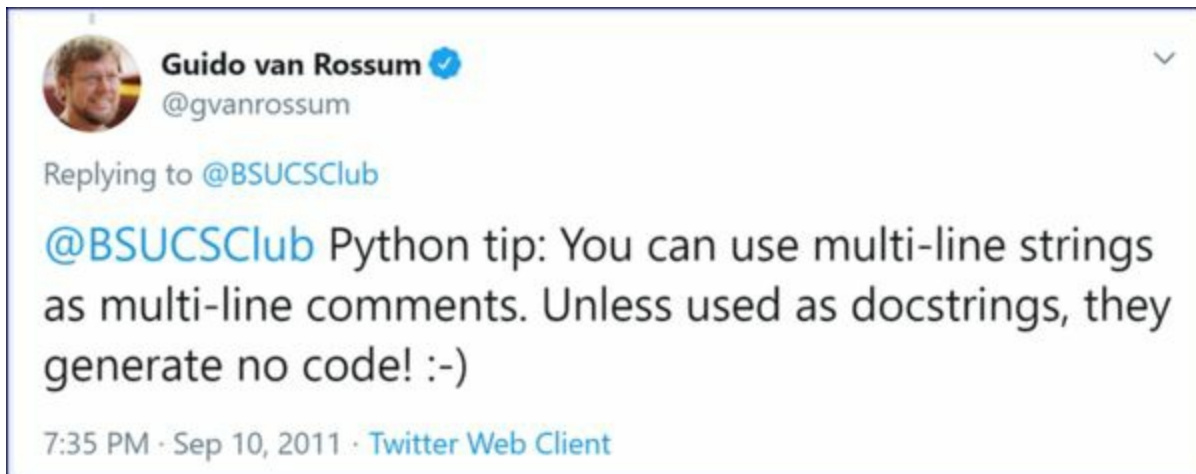 Guido van Rossum
@gvanrossum
Replying to @BSUCSClub
@BSUCSClub Python tip: You can use multi-line strings
as multi-line comments. Unless used as docstrings, they
generate no code! :-)
7:35 PM · Sep 10, 2011 · Twitter Web Client